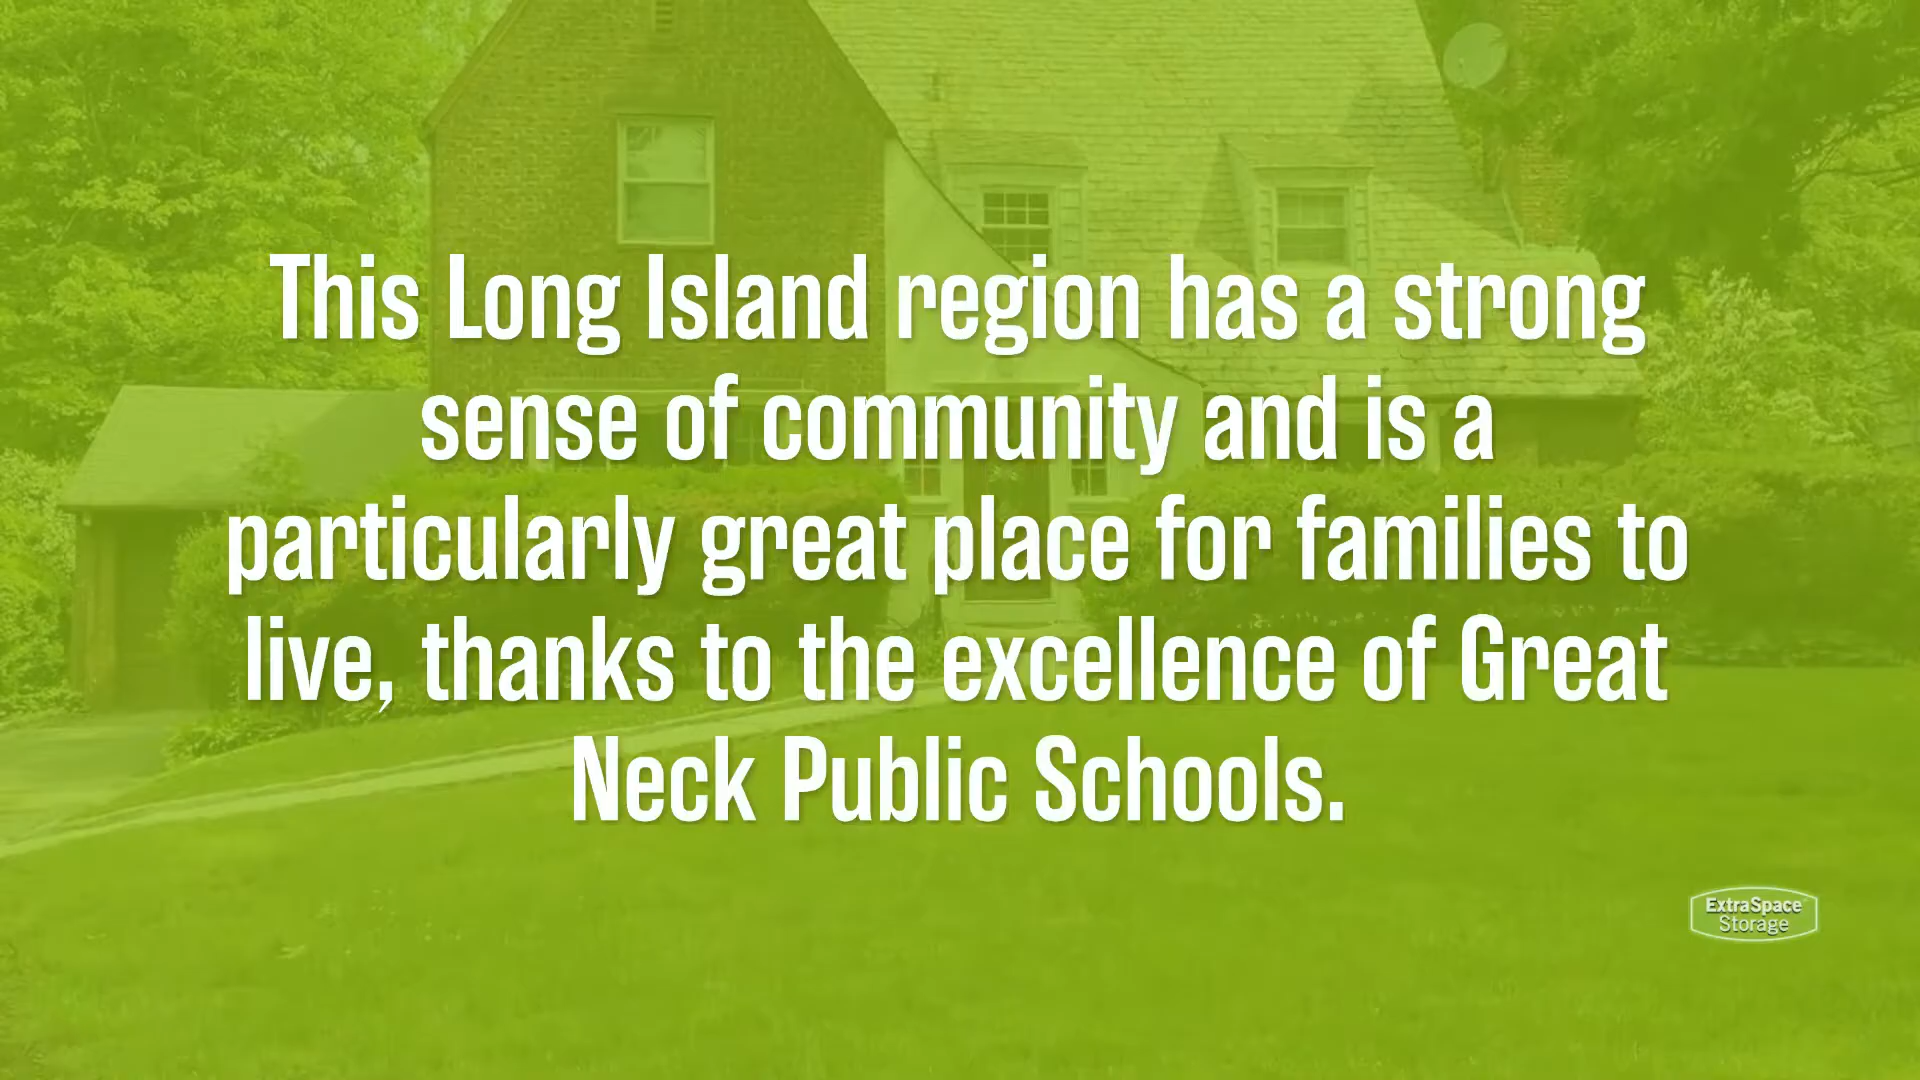 This Long Island region has a strong
sense of community and is a
particularly great place for families to
live, thanks to the excellence of Great
Neck Public Schools.
ExtraSpace
Storage